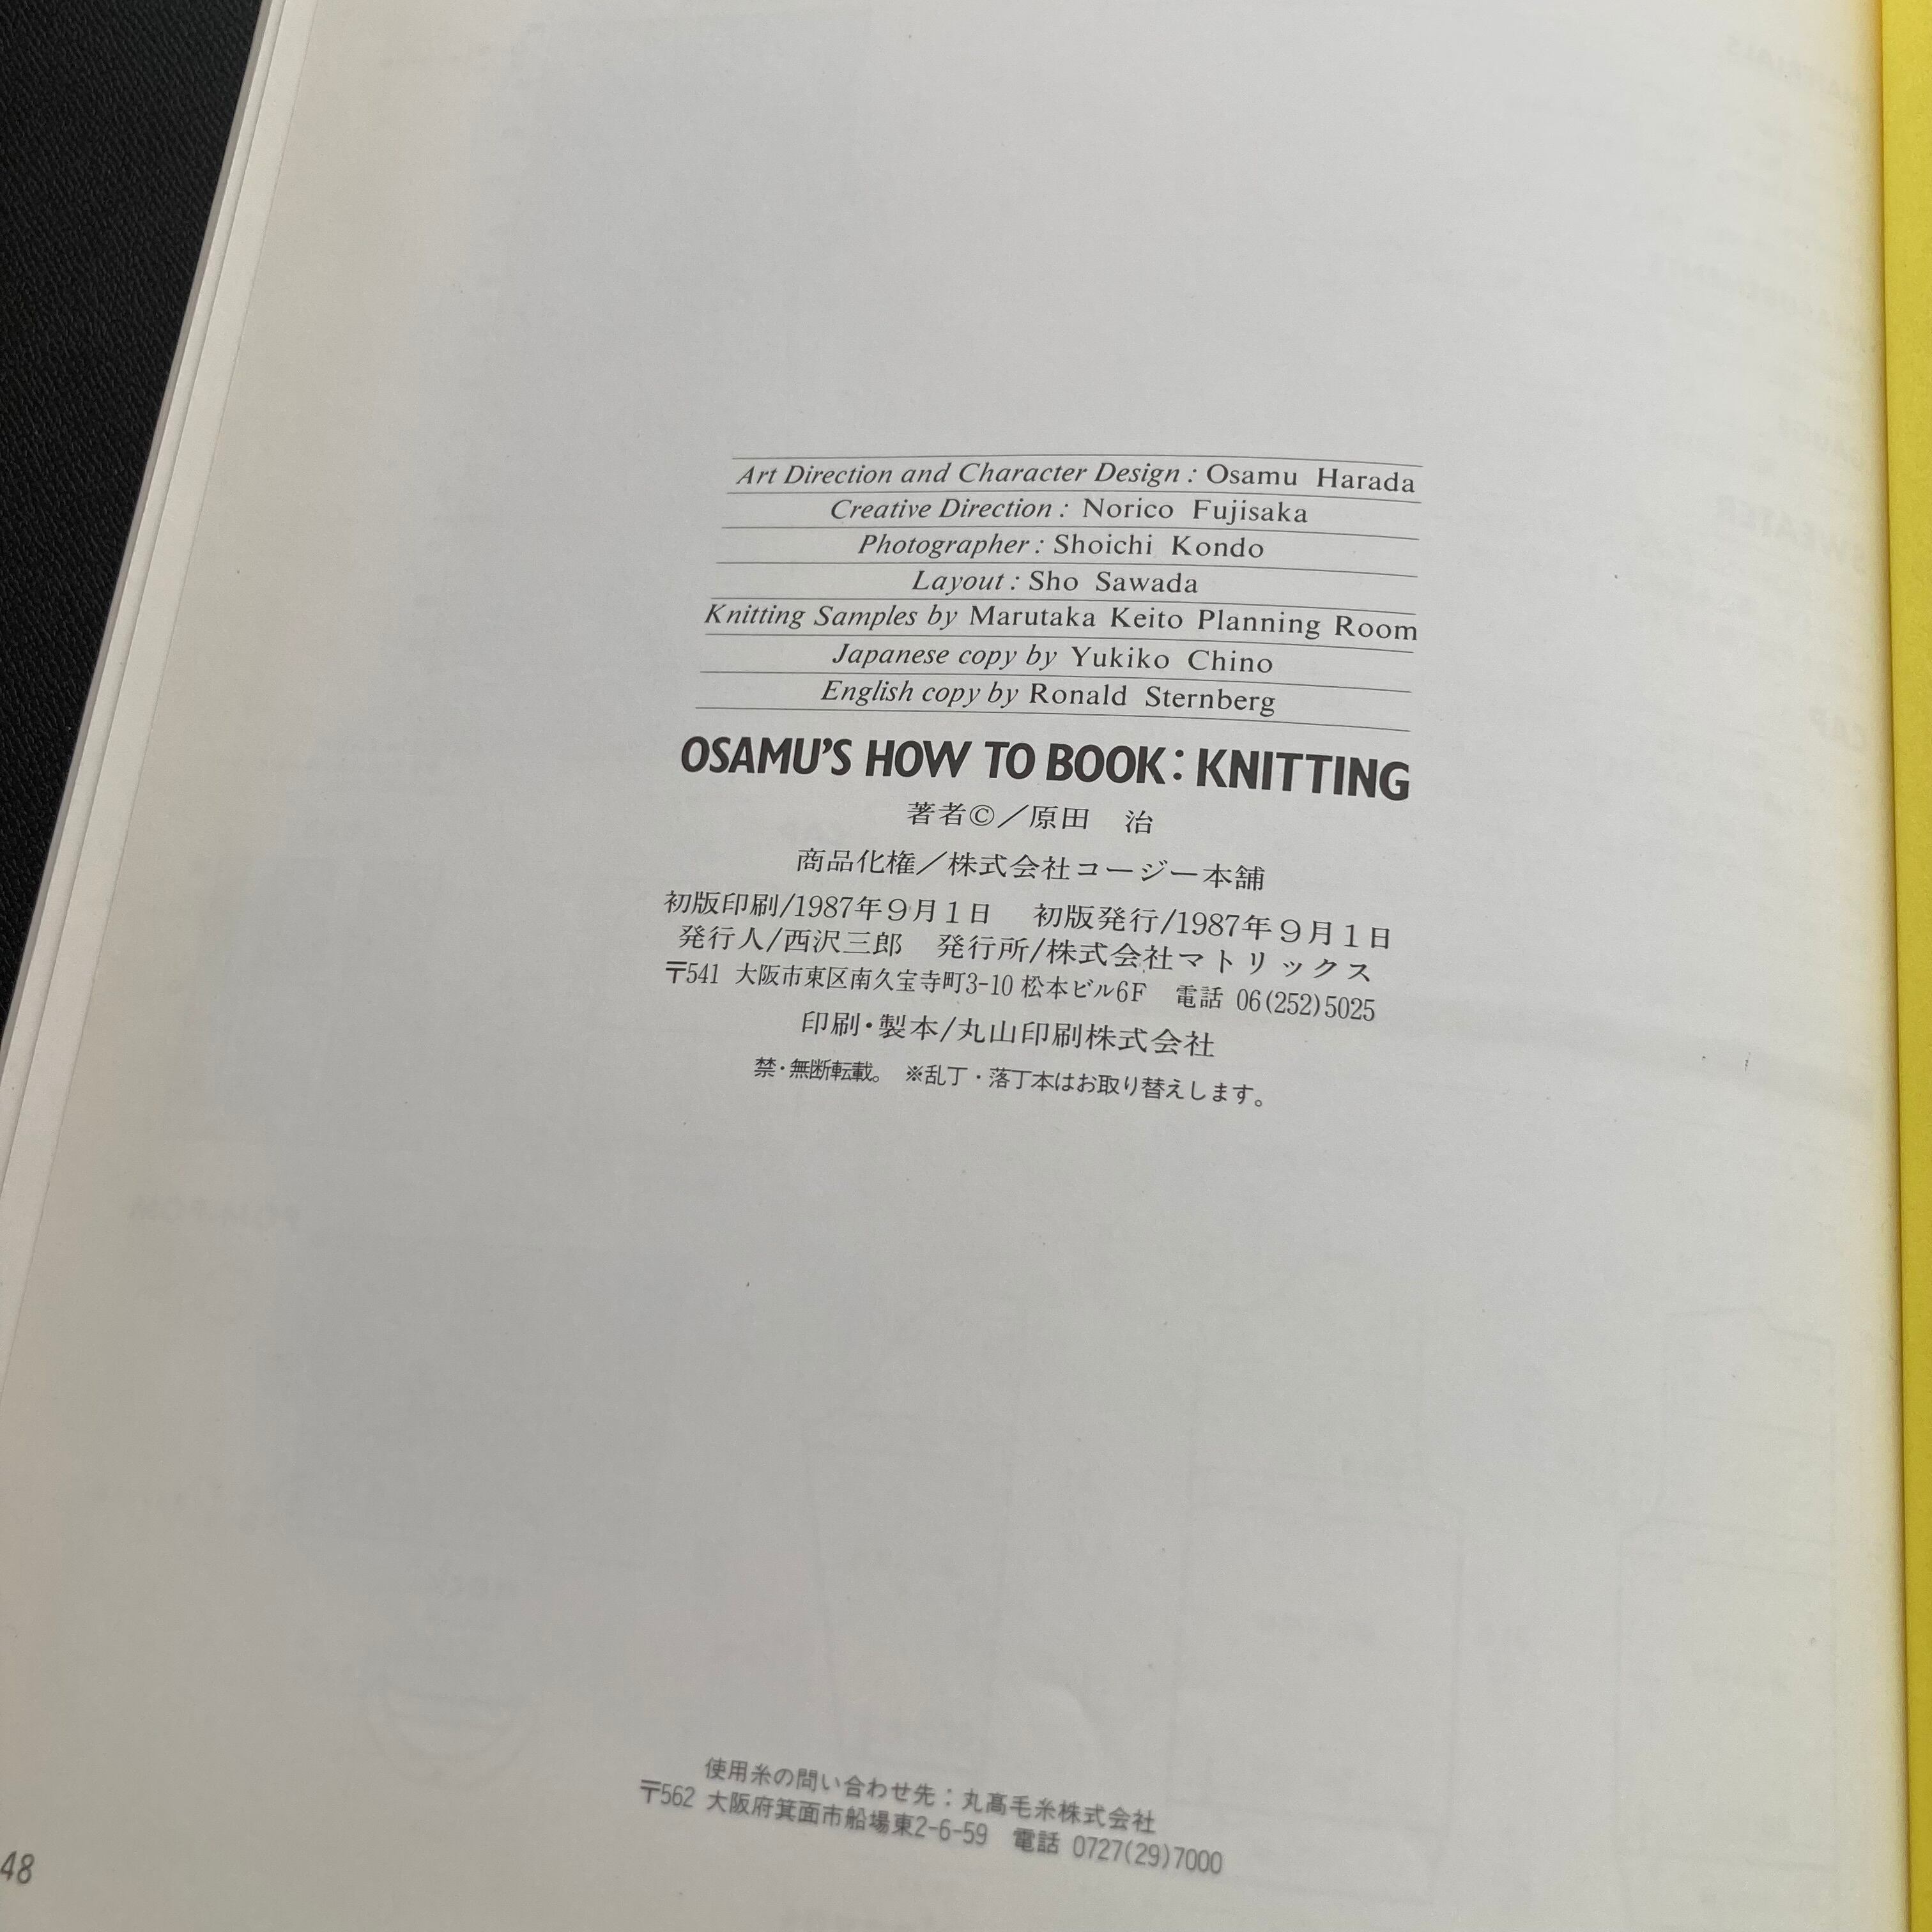 Art Direction and Character Design : Osamu Harada
Creative Direction : Norico Fujisaka
Photographer : Shoichi Kondo
Layout : Sho Sawada
Knitting Samples by Marutaka Keito Planning Room
Japanese copy by Yukiko Chino
English copy by Ronald Sternberg
OSAMU'S HOW TO BOOK: KNITTING
著者©／原田　治
商品化権／株式会社コージー本舗
初版印刷/1987年9月1日　初版発行/1987年9月1日
発行人/西沢三郎　発行所/株式会社マトリックス
〒541 大阪市東区南久宝寺町3-10 松本ビル6F　電話 06(252)5025
印刷・製本/丸山印刷株式会社
禁・無断転載。 ※乱丁・落丁本はお取り替えします。
使用糸の問い合わせ先：丸髙毛糸株式会社
〒562 大阪府箕面市船場東2-6-59　電話 0727(29)7000
48